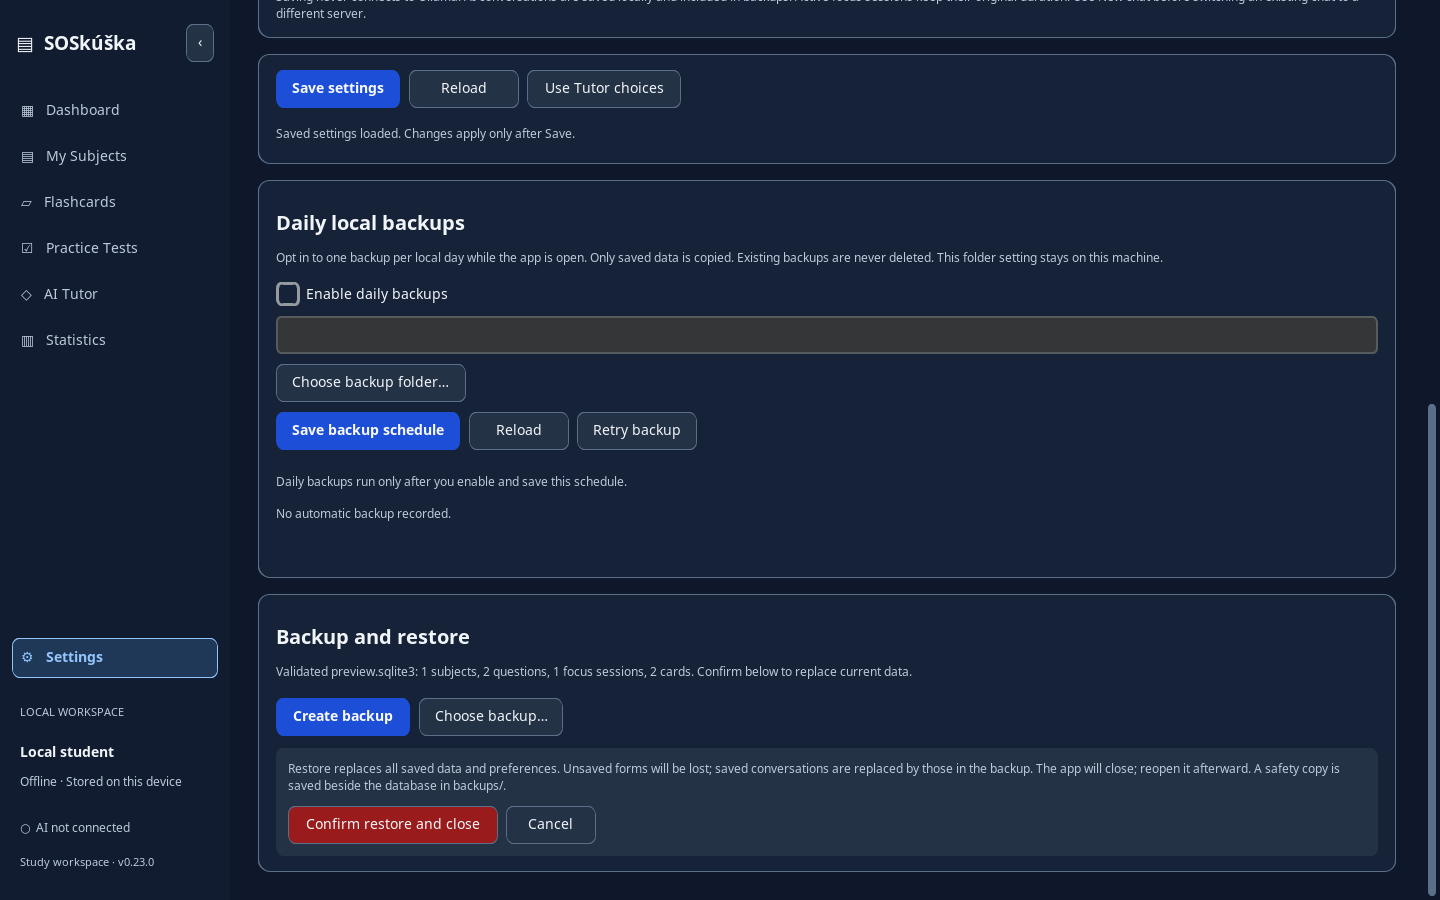 SOSkúška
Dashboard
My Subjects
Flashcards
Practice Tests
AI Tutor
Statistics
Settings
LOCAL WORKSPACE
Local student
Offline · Stored on this device
AI not connected
Study workspace · v0.23.0
different server.
Save settings
Reload
Use Tutor choices
Saved settings loaded. Changes apply only after Save.
Daily local backups
Opt in to one backup per local day while the app is open. Only saved data is copied. Existing backups are never deleted. This folder setting stays on this machine.
Enable daily backups
Choose backup folder…
Save backup schedule
Reload
Retry backup
Daily backups run only after you enable and save this schedule.
No automatic backup recorded.
Backup and restore
Validated preview.sqlite3: 1 subjects, 2 questions, 1 focus sessions, 2 cards. Confirm below to replace current data.
Create backup
Choose backup…
Restore replaces all saved data and preferences. Unsaved forms will be lost; saved conversations are replaced by those in the backup. The app will close; reopen it afterward. A safety copy is
saved beside the database in backups/.
Confirm restore and close
Cancel